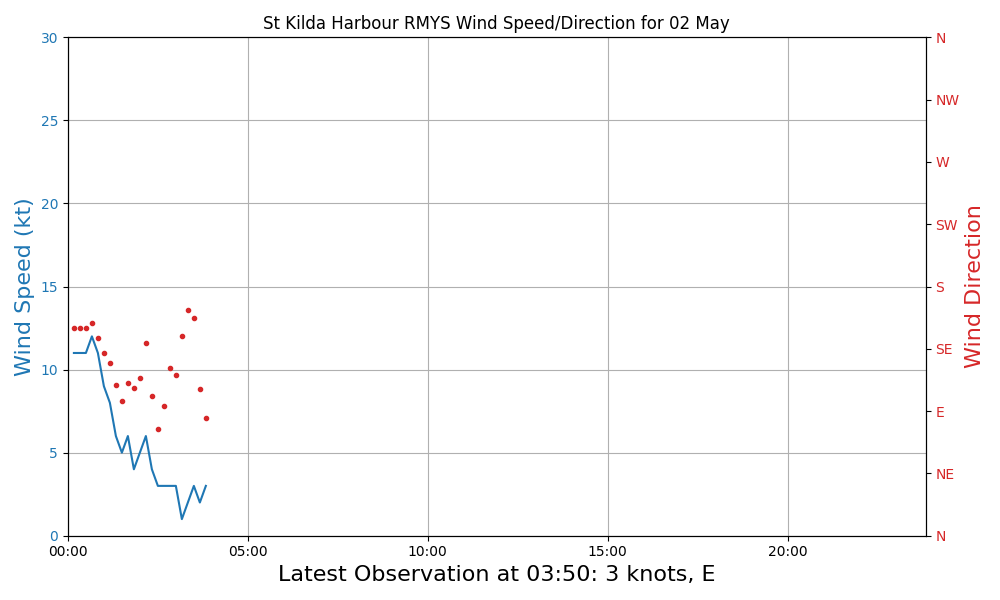 St Kilda Harbour RMYS Wind Speed/Direction for 02 May
Wind Speed (kt)
30
25
20
15
10
5
0
00:00
05:00
10:00
15:00
20:00
N
NW
W
SW
S
SE
E
NE
N
Wind Direction
Latest Observation at 03:50: 3 knots, E